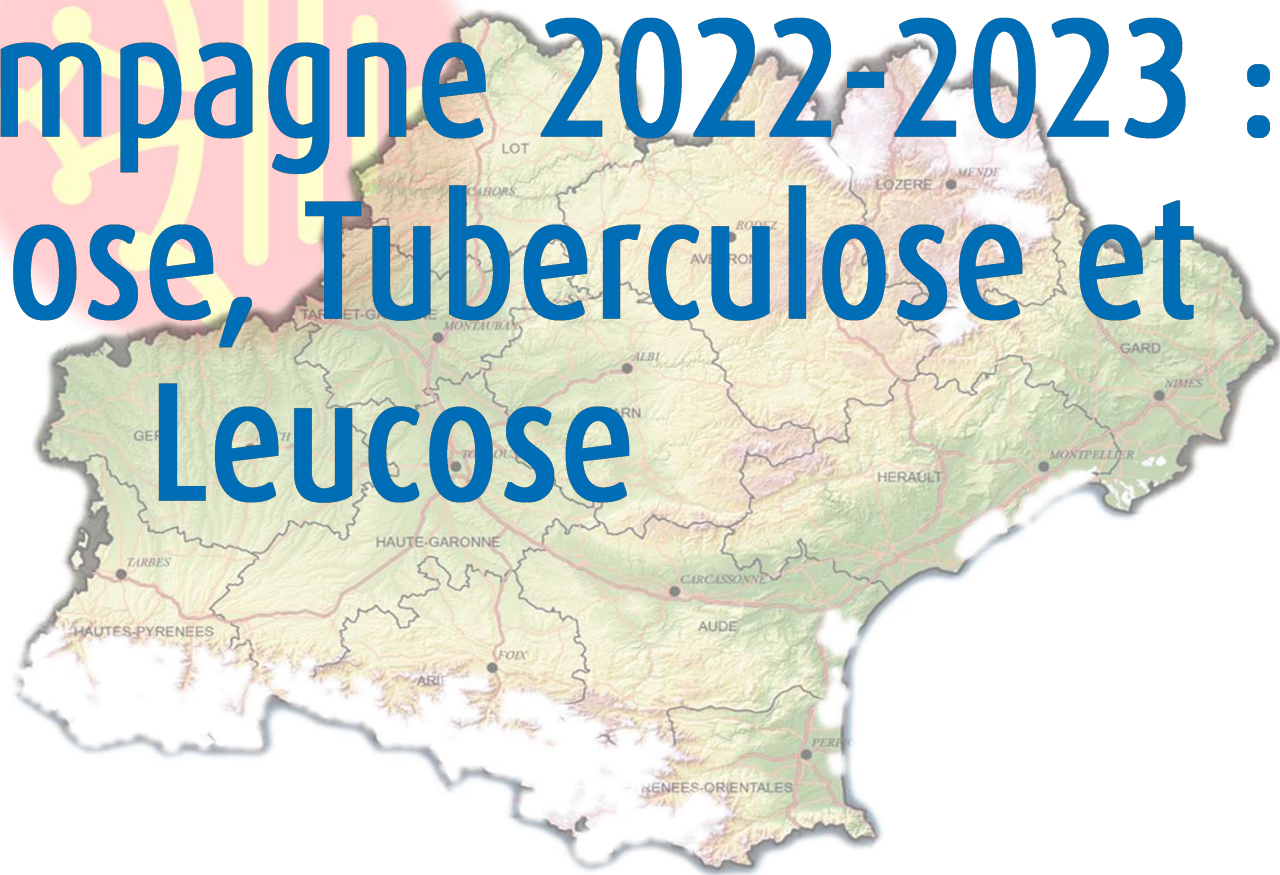 mpagne 2022-2023 :
ose, Tuberculose et
Leucose
LOT
CAHORS
LOZERE
MENDE
RODEZ
MONTAUBAN
ALBI
GARD
NIMES
HERAULT
MONTPELLIER
HAUTE-GARONNE
TARBES
CARCASSONNE
HAUTES-PYRENEES
AUDE
FOIX